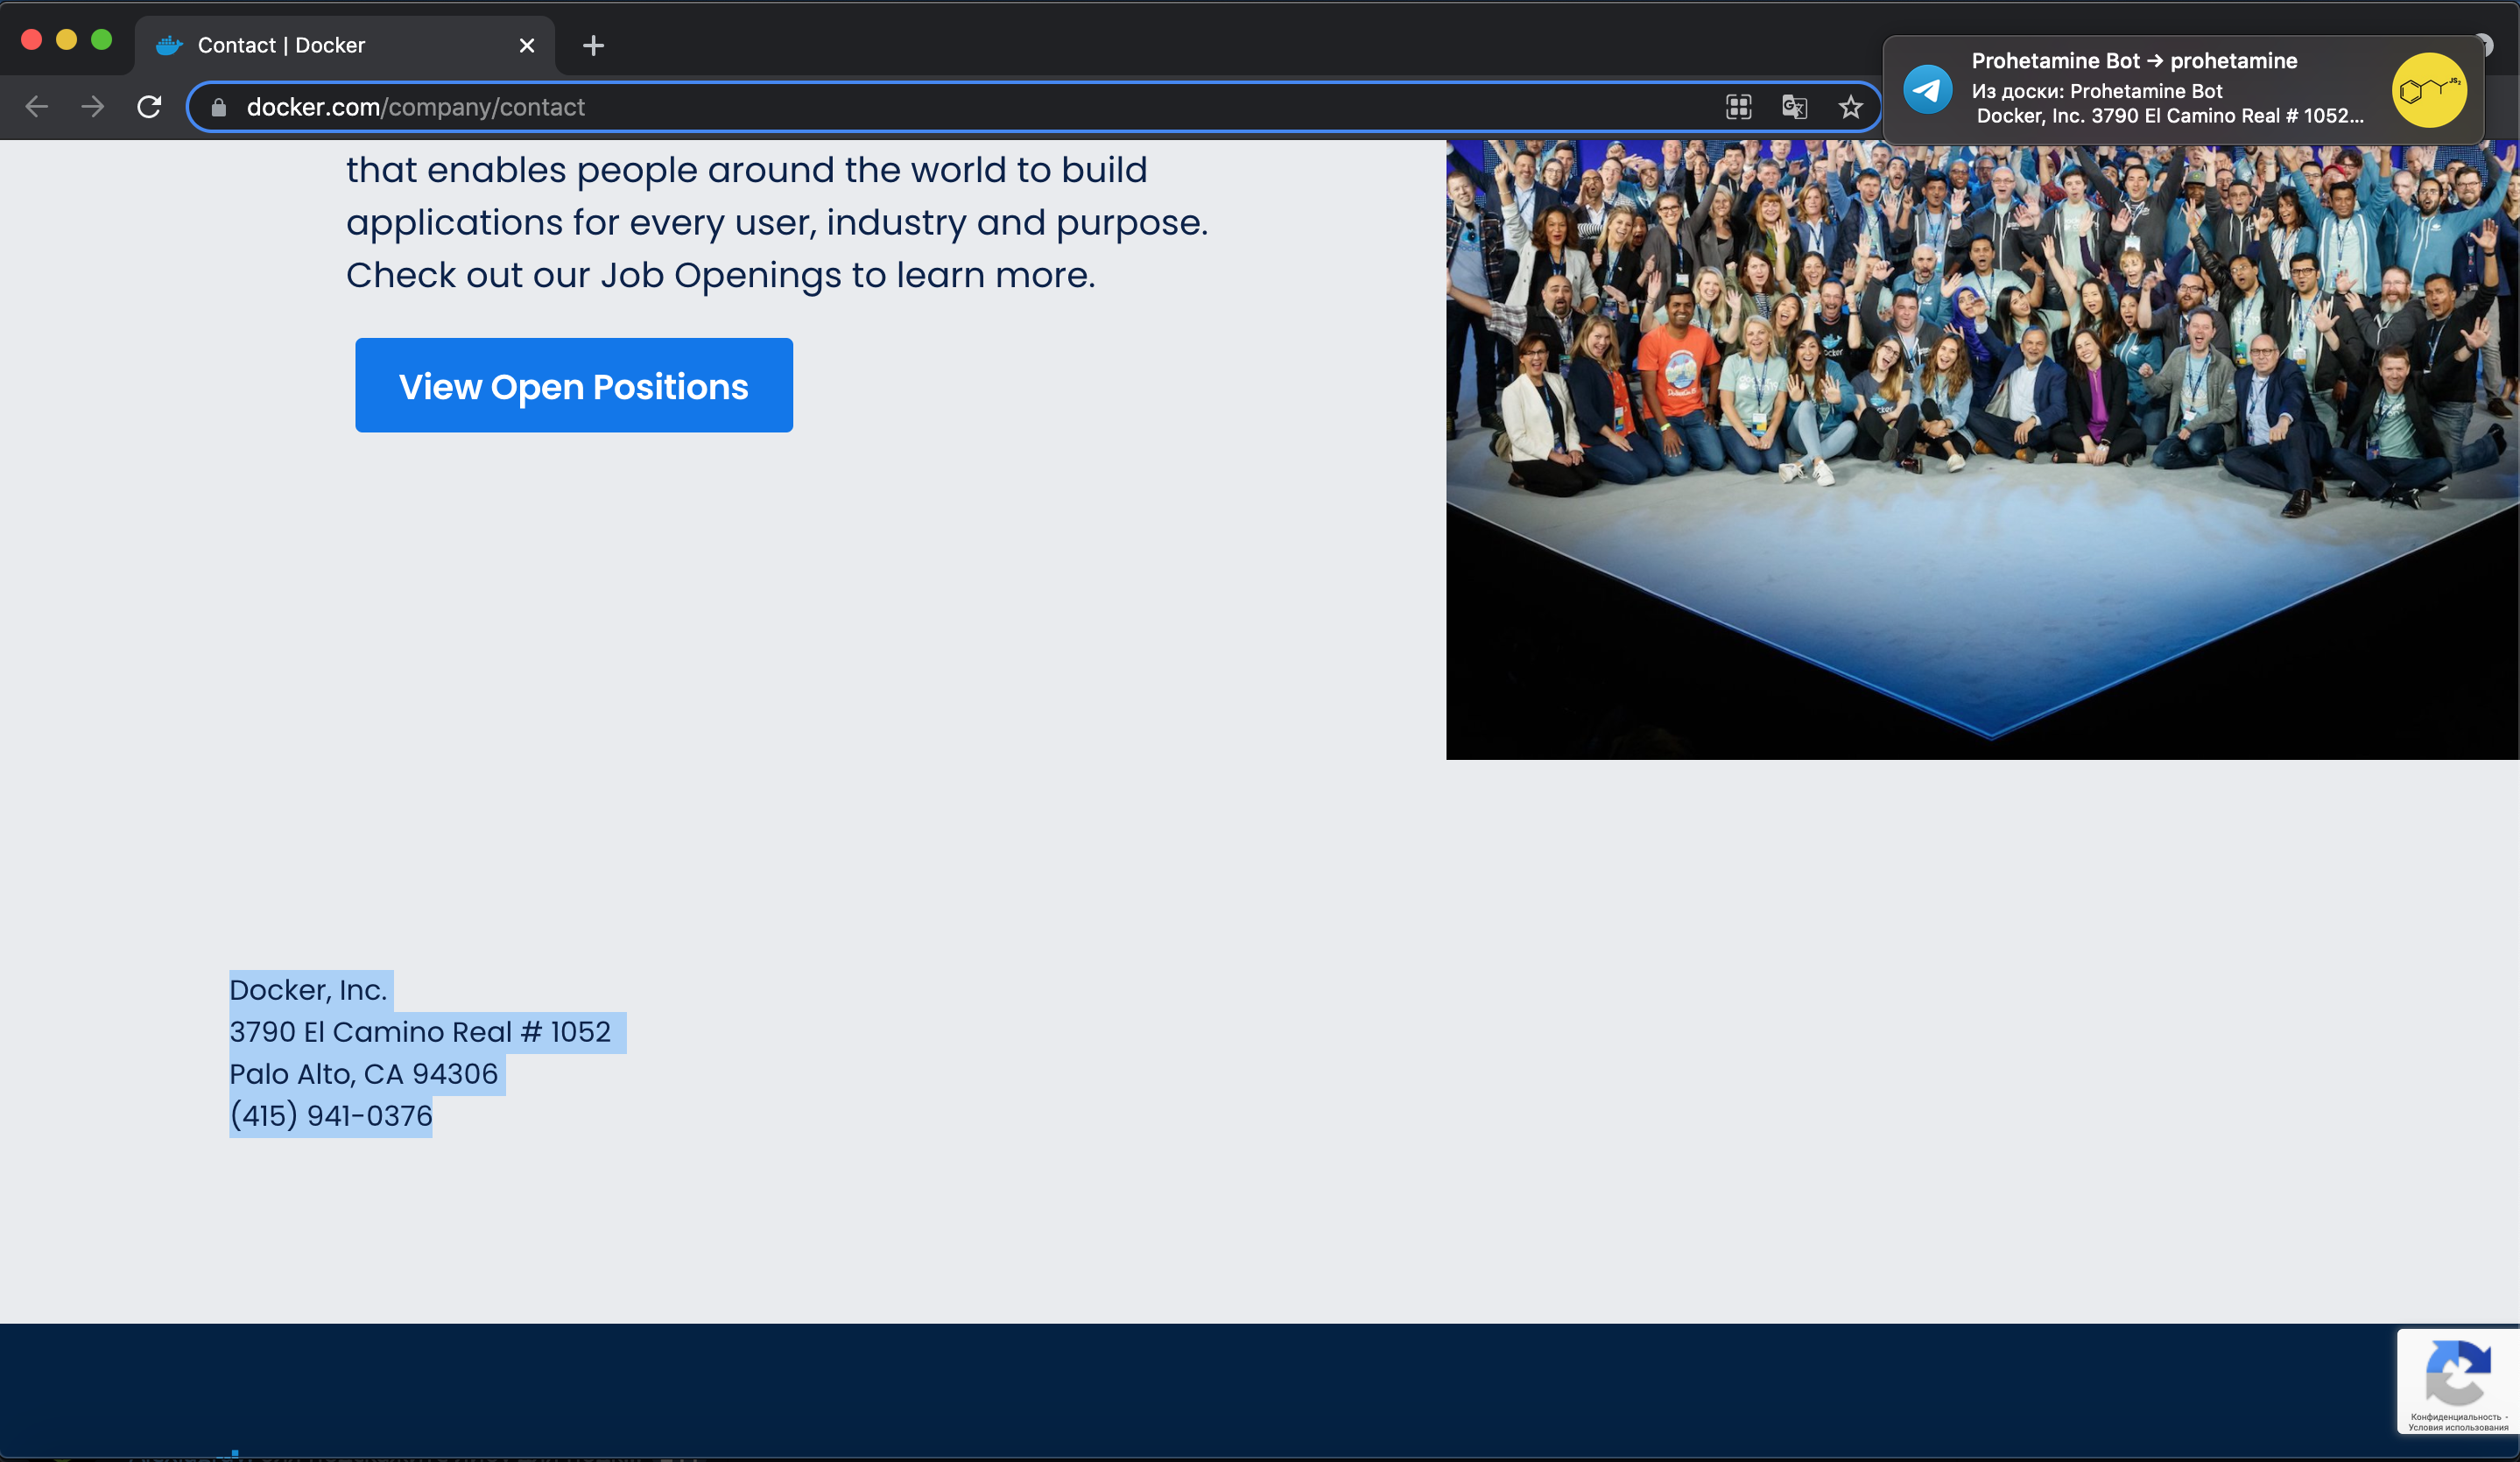 Contact | Docker
docker.com/company/contact
Prohetamine Bot → prohetamine
Из доски: Prohetamine Bot
Docker, Inc. 3790 El Camino Real # 1052...
JS₂
that enables people around the world to build
applications for every user, industry and purpose.
Check out our Job Openings to learn more.
View Open Positions
docker
Docker, Inc.
3790 El Camino Real # 1052
Palo Alto, CA 94306
(415) 941-0376
Конфиденциальность -
Условия использования